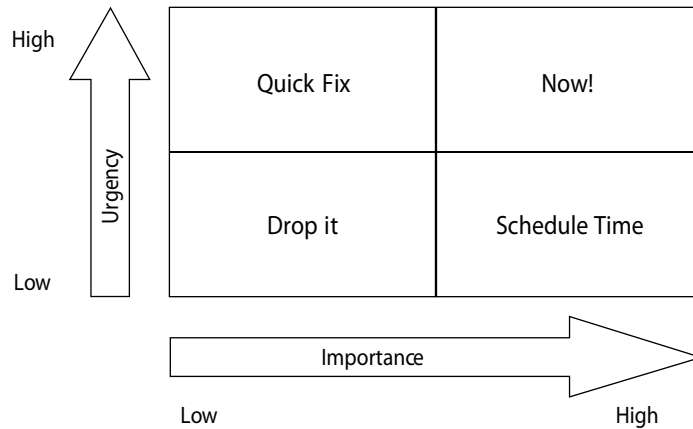 High
Quick Fix
Now!
Urgency
Drop it
Schedule Time
Low
Importance
Low
High